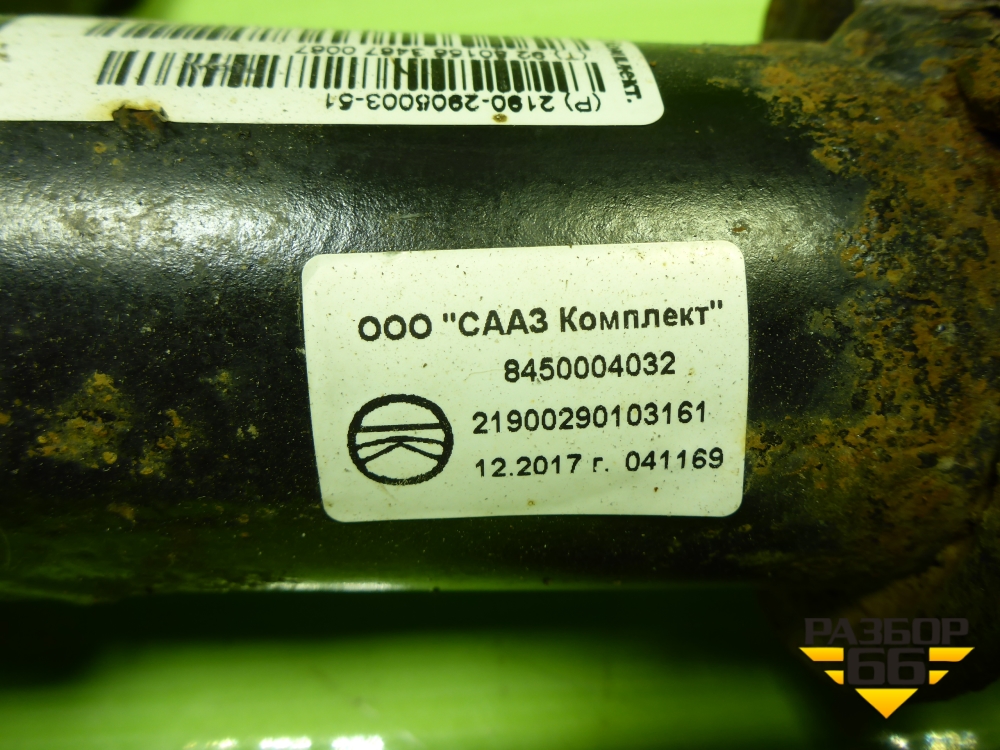 (P) 2190-2905003-51
ООО "СААЗ Комплект"
8450004032
21900290103161
12.2017 г. 041169
РАЗБОР
66